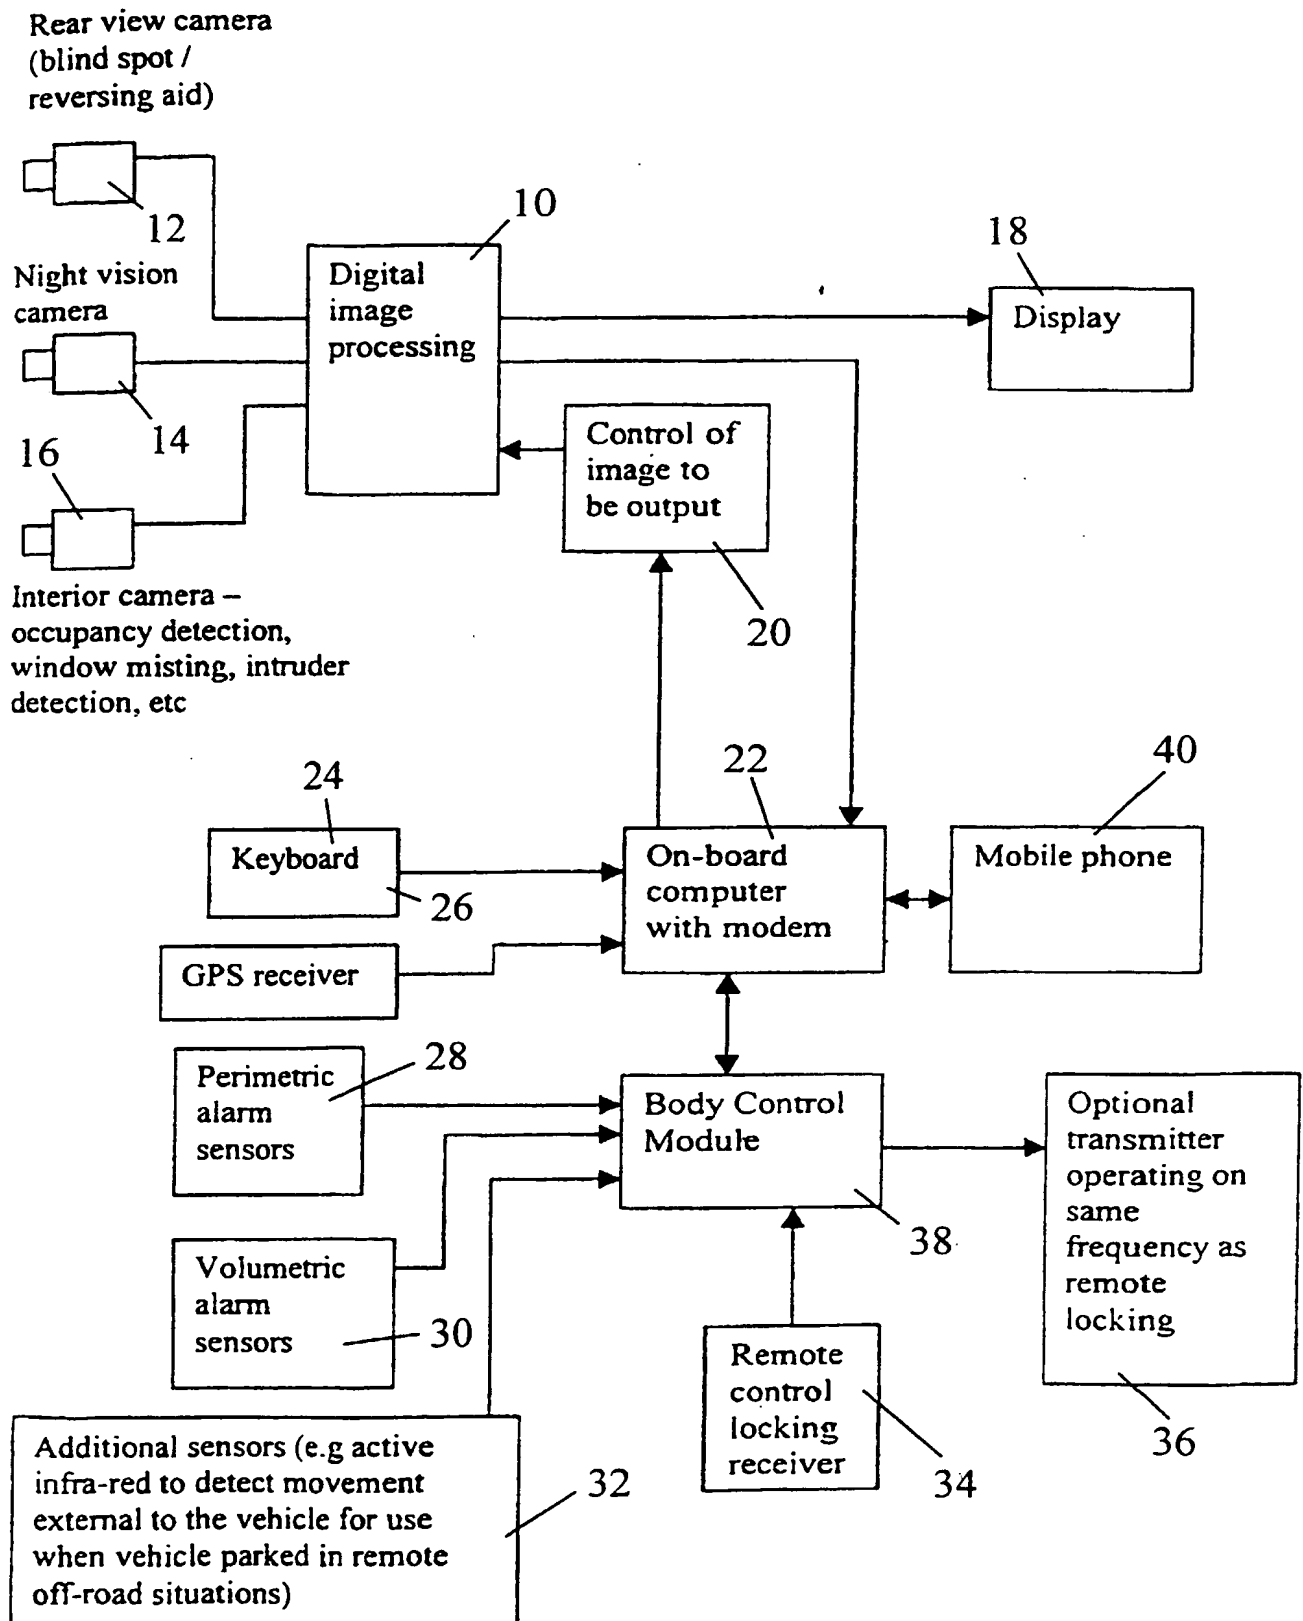 Rear view camera
(blind spot /
reversing aid)
12
10
18
Night vision
camera
14
Digital
image
processing
Display
16
Control of
image to
be output
20
Interior camera –
occupancy detection,
window misting, intruder
detection, etc
24
22
40
Keyboard
26
On-board
computer
with modem
Mobile phone
GPS receiver
28
Perimetric
alarm
sensors
Body Control
Module
38
Optional
transmitter
operating on
same
frequency as
remote
locking
36
Volumetric
alarm
sensors
30
Remote
control
locking
receiver
34
Additional sensors (e.g active
infra-red to detect movement
external to the vehicle for use
when vehicle parked in remote
off-road situations)
32